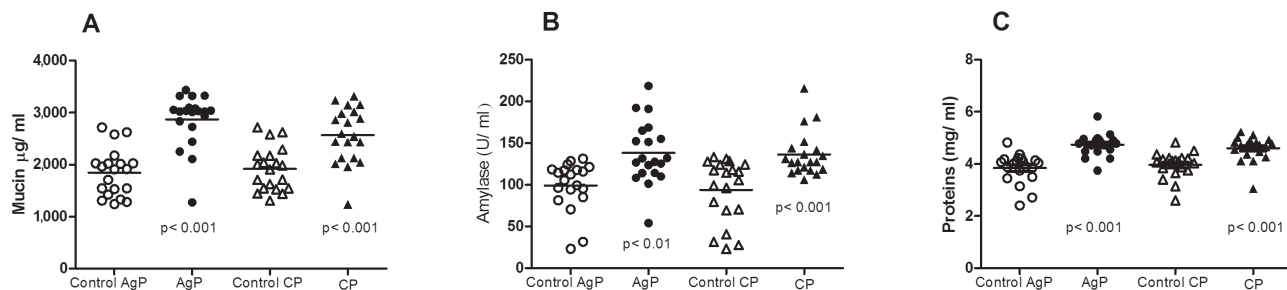 A
Mucin µg/ ml
4,000
3,000
2,000
1,000
0
p< 0.001
p< 0.001
Control AgP
AgP
Control CP
CP
B
Amylase (U/ ml)
250
200
150
100
50
0
p< 0.01
p< 0.001
Control AgP
AgP
Control CP
CP
C
Proteins (mg/ ml)
8
6
4
2
0
p< 0.001
p< 0.001
Control AgP
AgP
Control CP
CP